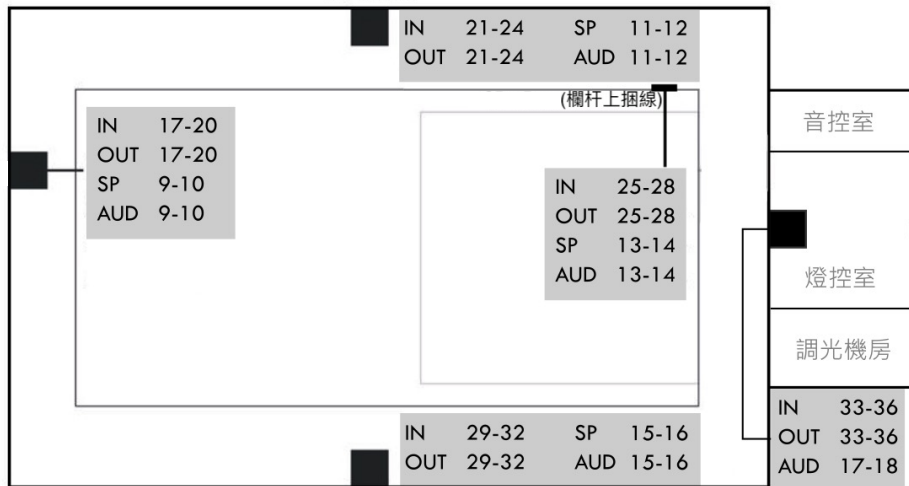 IN 21-24 SP 11-12
OUT 21-24 AUD 11-12
(欄杆上捆線)
IN 17-20
OUT 17-20
SP 9-10
AUD 9-10
IN 25-28
OUT 25-28
SP 13-14
AUD 13-14
音控室
燈控室
調光機房
IN 29-32 SP 15-16
OUT 29-32 AUD 15-16
IN 33-36
OUT 33-36
AUD 17-18